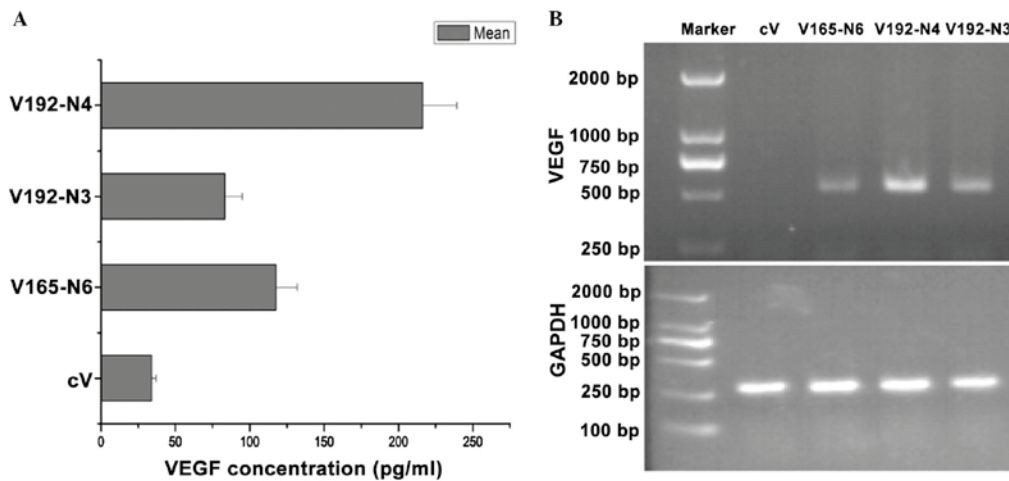 A
Mean
V192-N4
V192-N3
V165-N6
cV
0 50 75 100 150 200 250
VEGF concentration (pg/ml)
B
Marker cV V165-N6 V192-N4 V192-N3
VEGF
2000 bp
1000 bp
750 bp
500 bp
250 bp
GAPDH
2000 bp
1000 bp
750 bp
500 bp
250 bp
100 bp